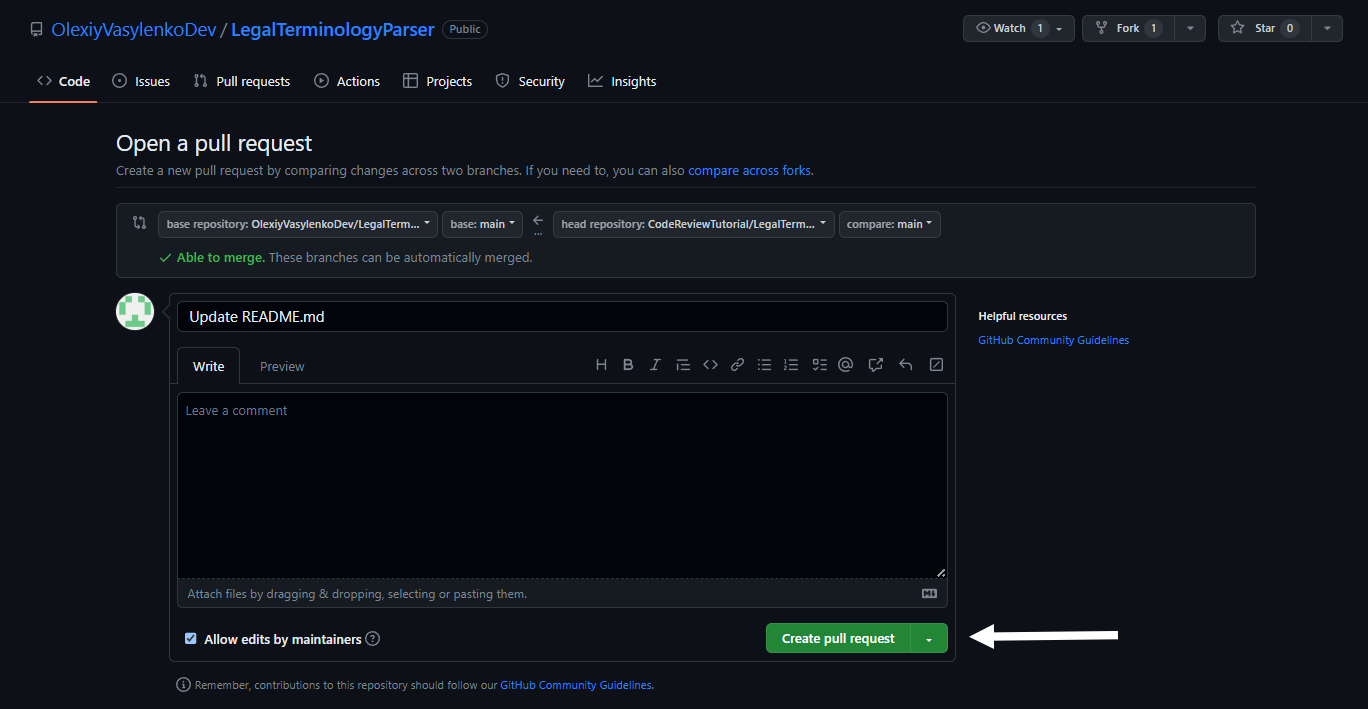 OlexiyVasylenkoDev / LegalTerminologyParser Public Watch 1 Fork 1 Star 0
Code Issues Pull requests Actions Projects Security Insights
Open a pull request
Create a new pull request by comparing changes across two branches. If you need to, you can also compare across forks.
base repository: OlexiyVasylenkoDev/LegalTerm... base: main ... head repository: CodeReviewTutorial/LegalTerm... compare: main
Able to merge. These branches can be automatically merged.
Update README.md
Helpful resources
GitHub Community Guidelines
Write Preview H B I @
Leave a comment
Attach files by dragging & dropping, selecting or pasting them.
Allow edits by maintainers ? Create pull request
Remember, contributions to this repository should follow our GitHub Community Guidelines.